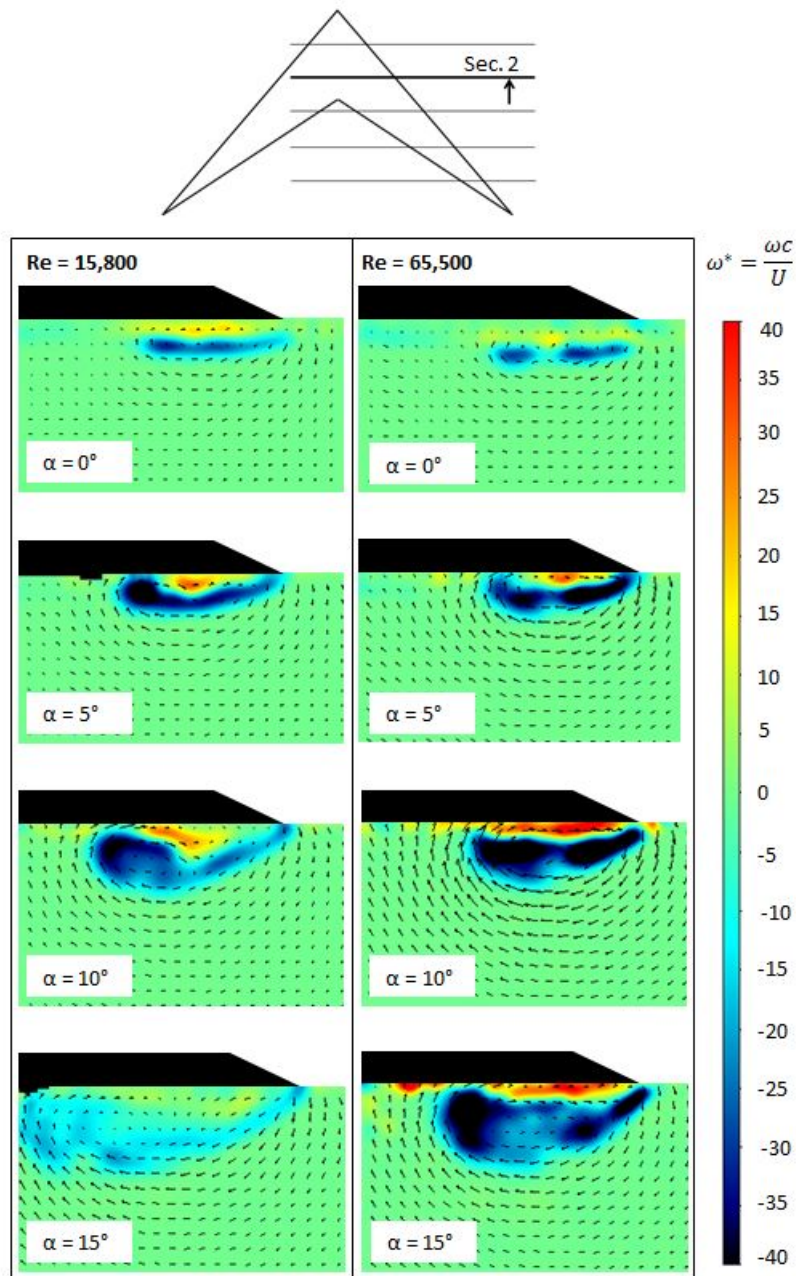 Sec. 2
Re = 15,800
Re = 65,500
ω* = ωc/U
α = 0°
α = 0°
α = 5°
α = 5°
α = 10°
α = 10°
α = 15°
α = 15°
40
35
30
25
20
15
10
5
0
-5
-10
-15
-20
-25
-30
-35
-40